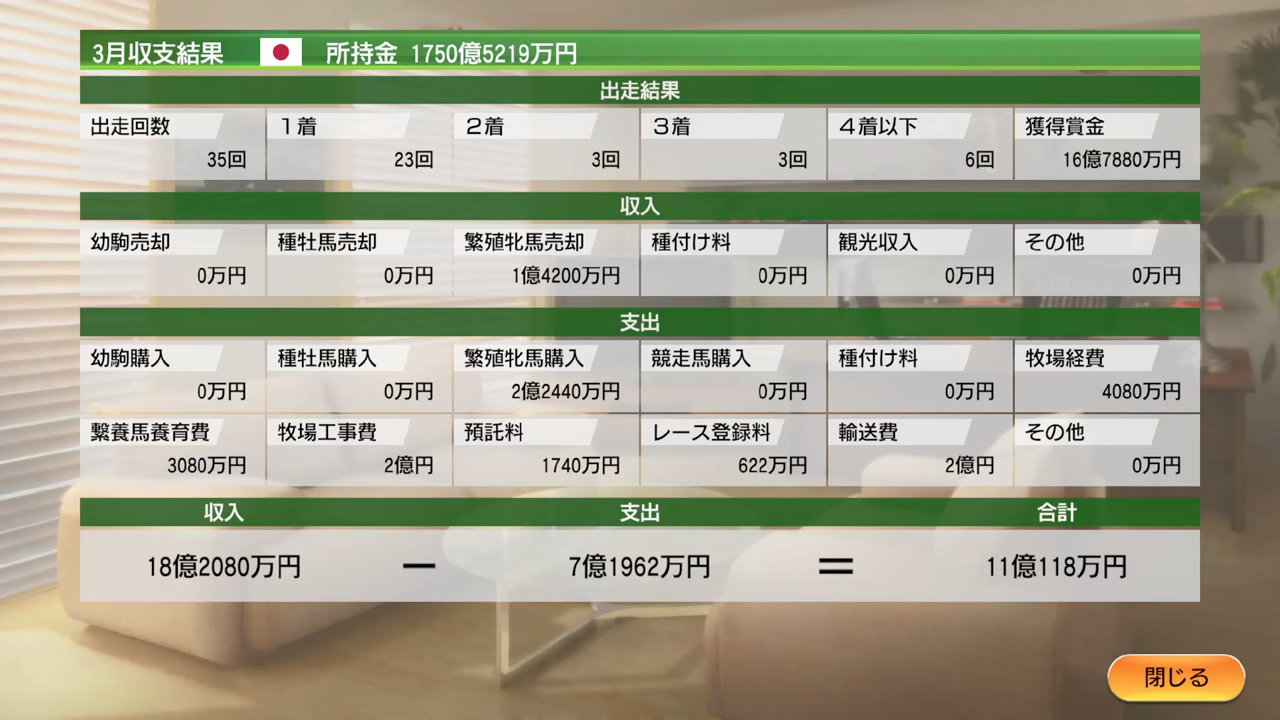 3月収支結果 所持金 1750億5219万円
出走結果
出走回数 1着 2着 3着 4着以下 獲得賞金
35回 23回 3回 3回 6回 16億7880万円
収入
幼駒売却 種牡馬売却 繁殖牝馬売却 種付け料 観光収入 その他
0万円 0万円 1億4200万円 0万円 0万円 0万円
支出
幼駒購入 種牡馬購入 繁殖牝馬購入 競走馬購入 種付け料 牧場経費
0万円 0万円 2億2440万円 0万円 0万円 4080万円
繋養馬養育費 牧場工事費 預託料 レース登録料 輸送費 その他
3080万円 2億円 1740万円 622万円 2億円 0万円
収入 支出 合計
18億2080万円 − 7億1962万円 = 11億118万円
閉じる